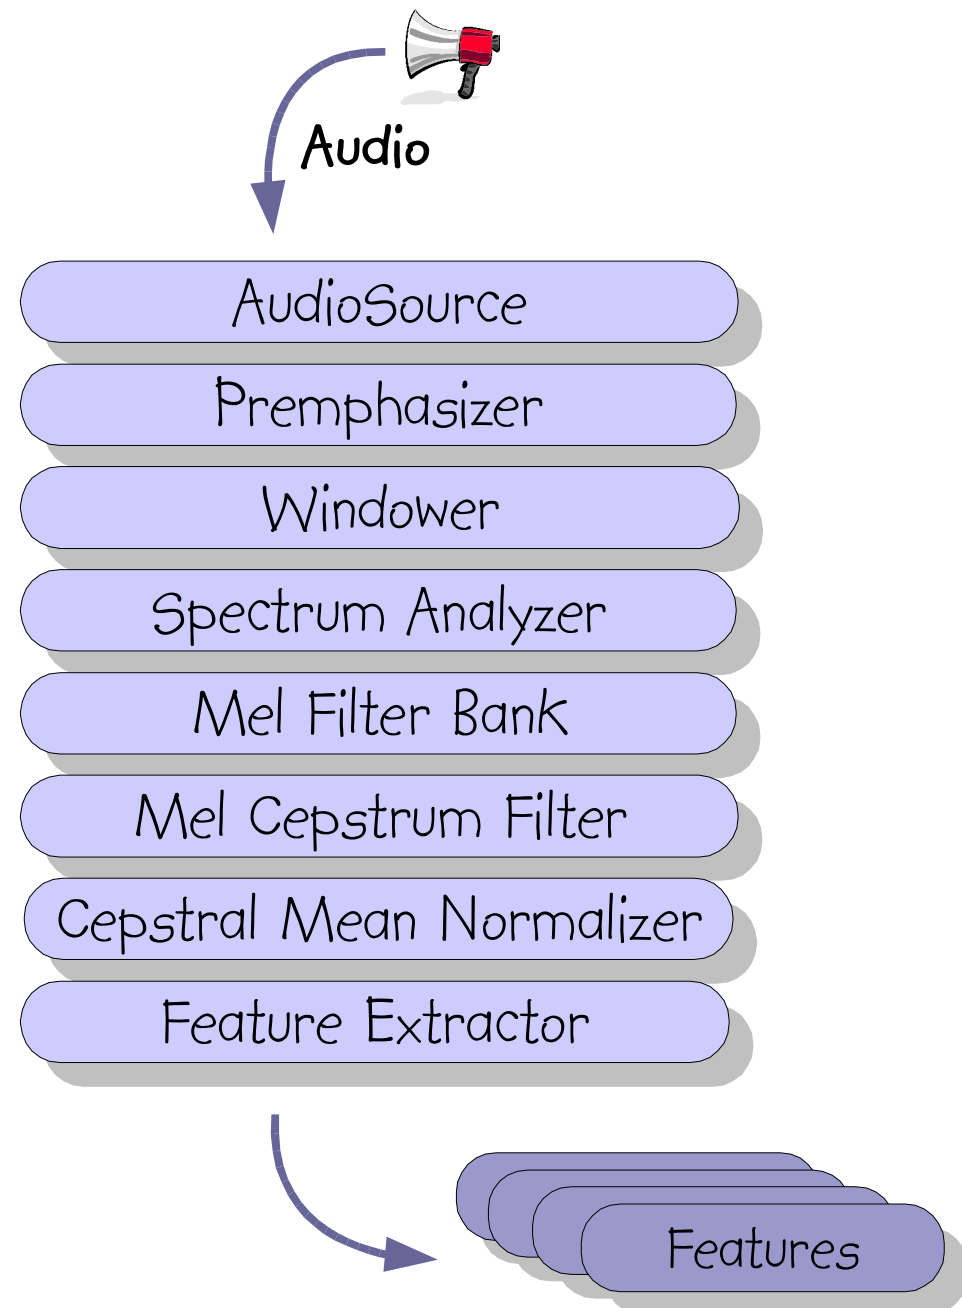 Audio
AudioSource
Premphasizer
Windower
Spectrum Analyzer
Mel Filter Bank
Mel Cepstrum Filter
Cepstral Mean Normalizer
Feature Extractor
Features